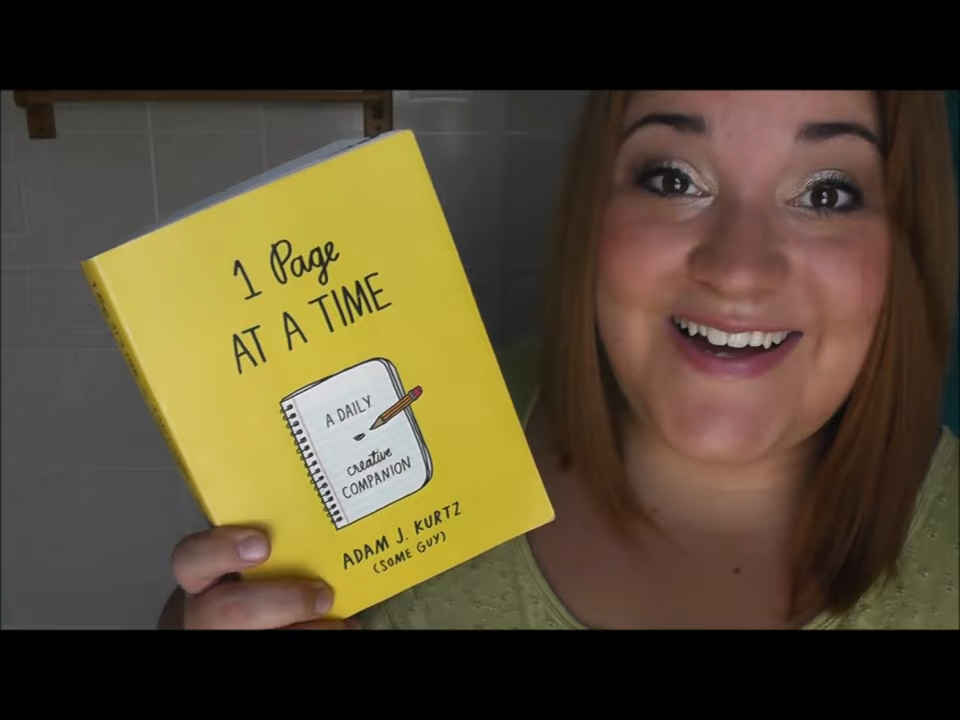 1 Page
AT A TIME
A DAILY
creative
COMPANION
ADAM J. KURTZ
(SOME GUY)